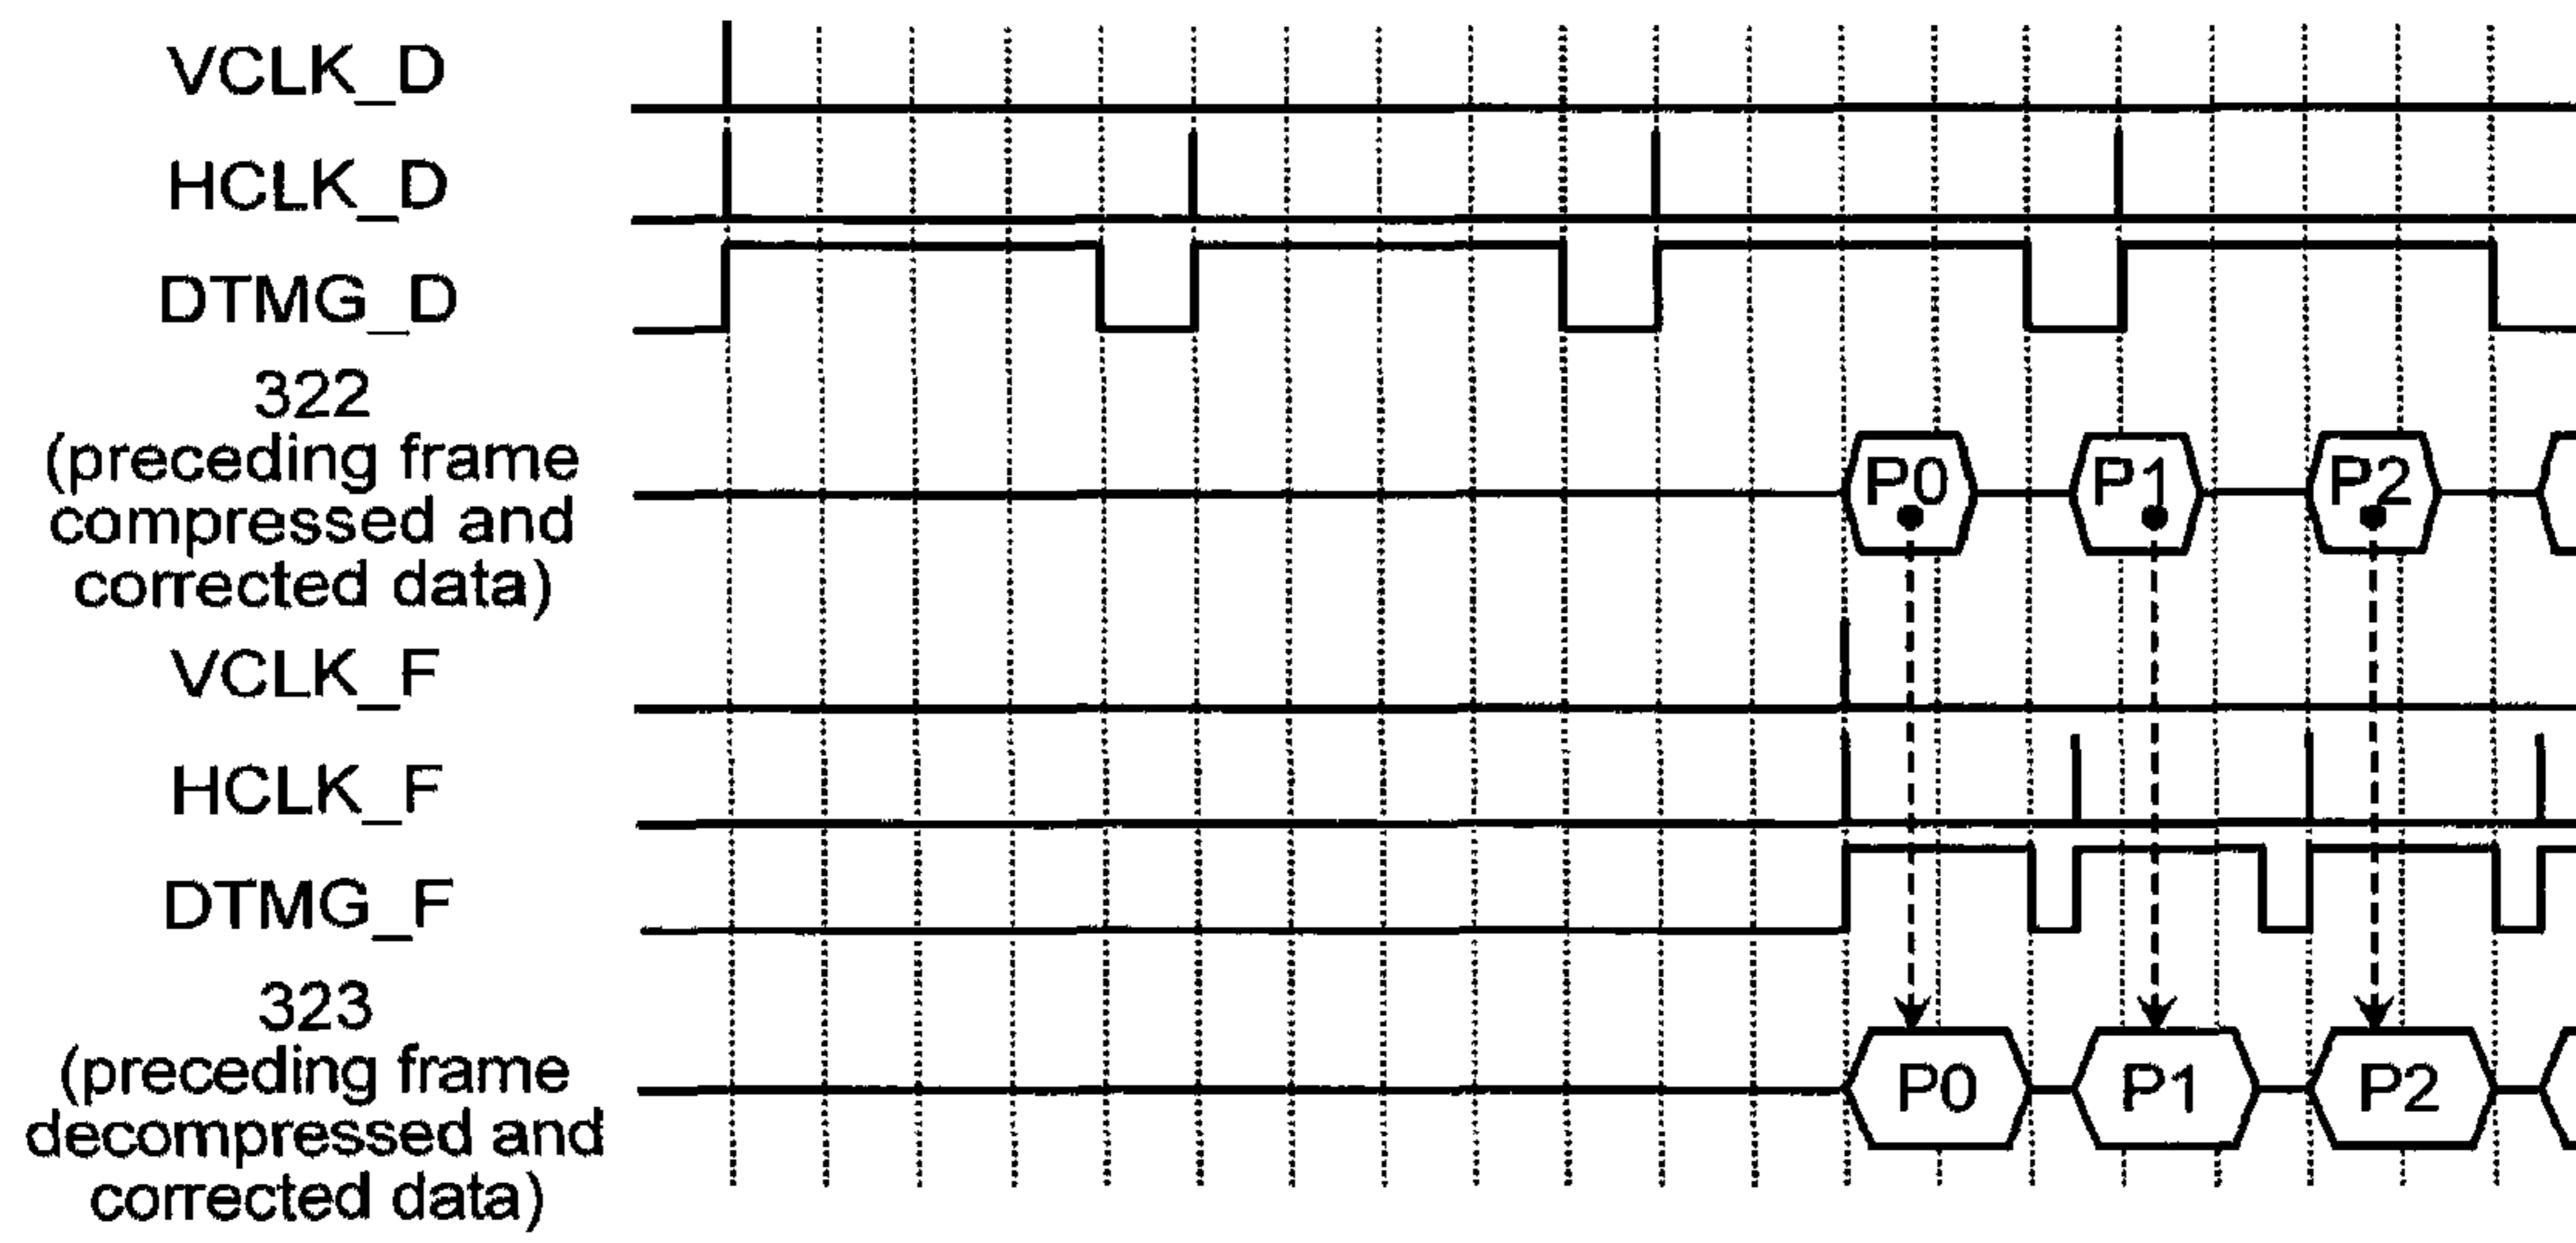 VCLK_D
HCLK_D
DTMG_D
322
(preceding frame
compressed and
corrected data)
P0
P1
P2
VCLK_F
HCLK_F
DTMG_F
323
(preceding frame
decompressed and
corrected data)
P0
P1
P2